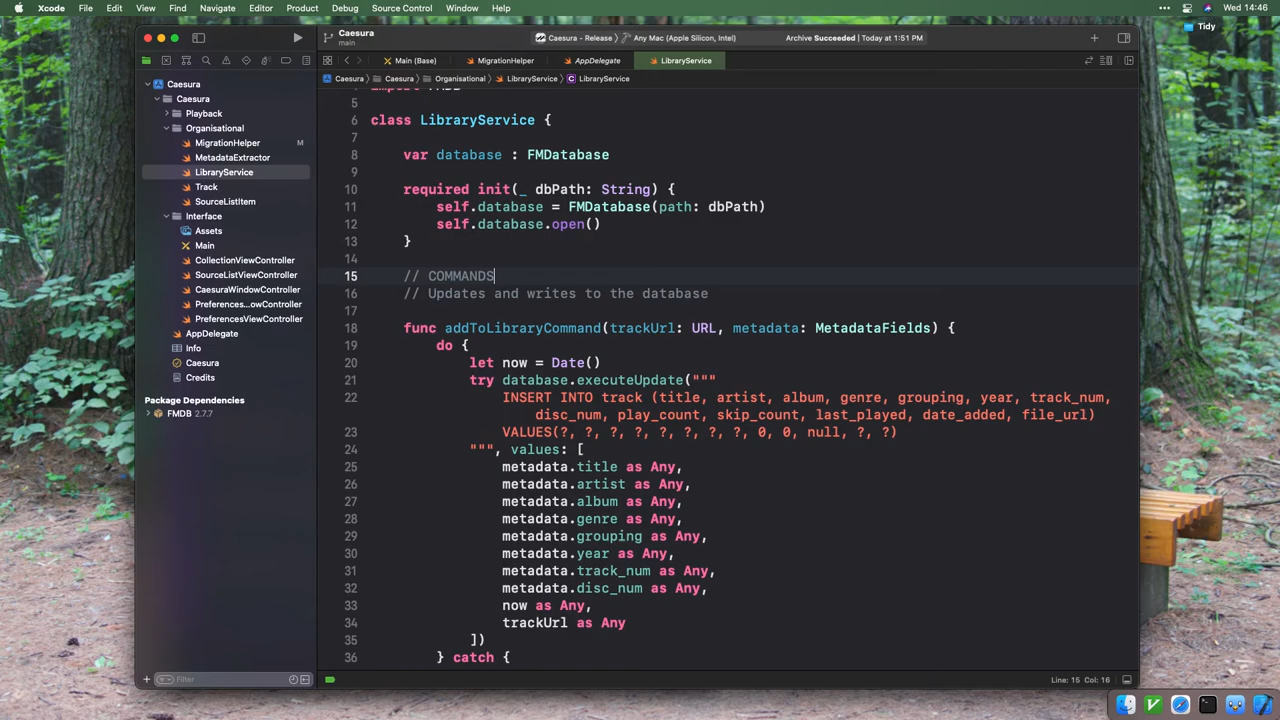 Xcode File Edit View Find Navigate Editor Product Debug Source Control Window Help ••• Wed 14:46
Tidy
Caesura
main
Caesura - Release › Any Mac (Apple Silicon, Intel)
Archive Succeeded | Today at 1:51 PM
Main (Base)
MigrationHelper
AppDelegate
LibraryService
Caesura › Caesura › Organisational › LibraryService › C LibraryService
Caesura
Caesura
Playback
Organisational
MigrationHelper M
MetadataExtractor
LibraryService
Track
SourceListItem
Interface
Assets
Main
CollectionViewController
SourceListViewController
CaesuraWindowController
Preferences...owController
PreferencesViewController
AppDelegate
Info
Caesura
Credits
Package Dependencies
FMDB 2.7.7
Filter
5
6 class LibraryService {
7
8 var database : FMDatabase
9
10 required init(_ dbPath: String) {
11 self.database = FMDatabase(path: dbPath)
12 self.database.open()
13 }
14
15 // COMMANDS
16 // Updates and writes to the database
17
18 func addToLibraryCommand(trackUrl: URL, metadata: MetadataFields) {
19 do {
20 let now = Date()
21 try database.executeUpdate("""
22 INSERT INTO track (title, artist, album, genre, grouping, year, track_num,
disc_num, play_count, skip_count, last_played, date_added, file_url)
23 VALUES(?, ?, ?, ?, ?, ?, ?, ?, 0, 0, null, ?, ?)
24 """, values: [
25 metadata.title as Any,
26 metadata.artist as Any,
27 metadata.album as Any,
28 metadata.genre as Any,
29 metadata.grouping as Any,
30 metadata.year as Any,
31 metadata.track_num as Any,
32 metadata.disc_num as Any,
33 now as Any,
34 trackUrl as Any
35 ])
36 } catch {
Line: 15 Col: 16